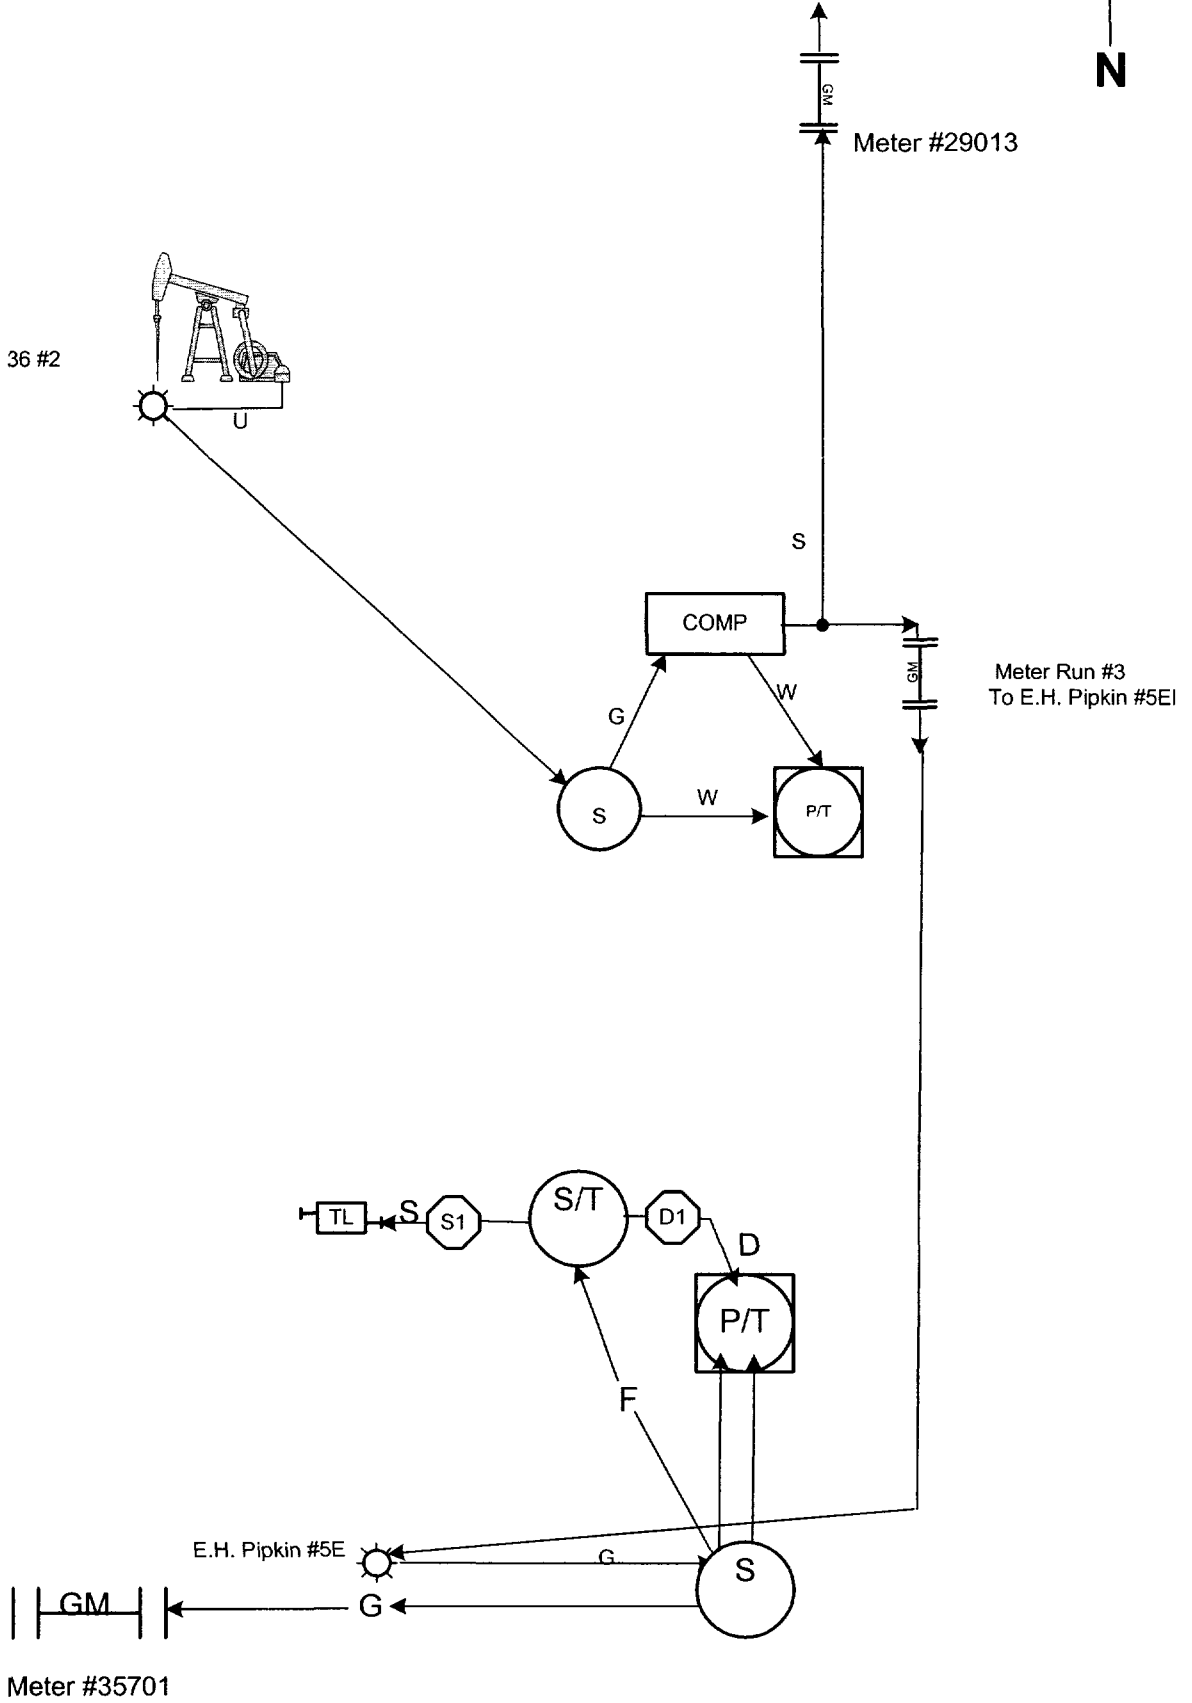 N
GM
Meter #29013
36 #2
U
S
COMP
GM
Meter Run #3
To E.H. Pipkin #5El
W
G
W
S
P/T
S/T
TL
S
S1
D1
D
P/T
F
E.H. Pipkin #5E
G
S
GM
G
Meter #35701